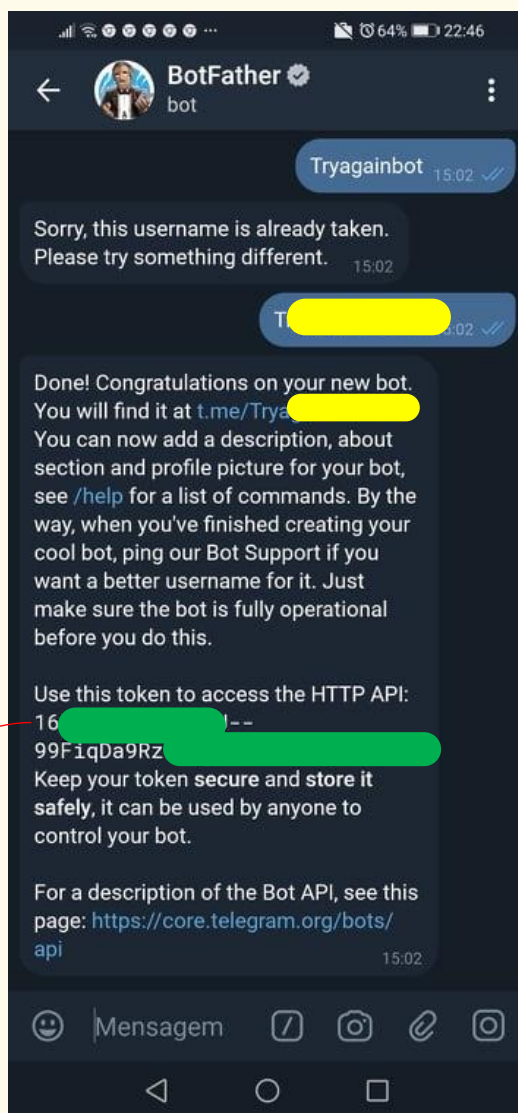 64% 22:46
BotFather
bot
Tryagainbot 15:02
Sorry, this username is already taken.
Please try something different. 15:02
5:02
Done! Congratulations on your new bot.
You will find it at t.me/Trya
You can now add a description, about
section and profile picture for your bot,
see /help for a list of commands. By the
way, when you've finished creating your
cool bot, ping our Bot Support if you
want a better username for it. Just
make sure the bot is fully operational
before you do this.
Use this token to access the HTTP API:
16 --
99FiqDa9Rz
Keep your token secure and store it
safely, it can be used by anyone to
control your bot.
For a description of the Bot API, see this
page: https://core.telegram.org/bots/
api 15:02
Mensagem